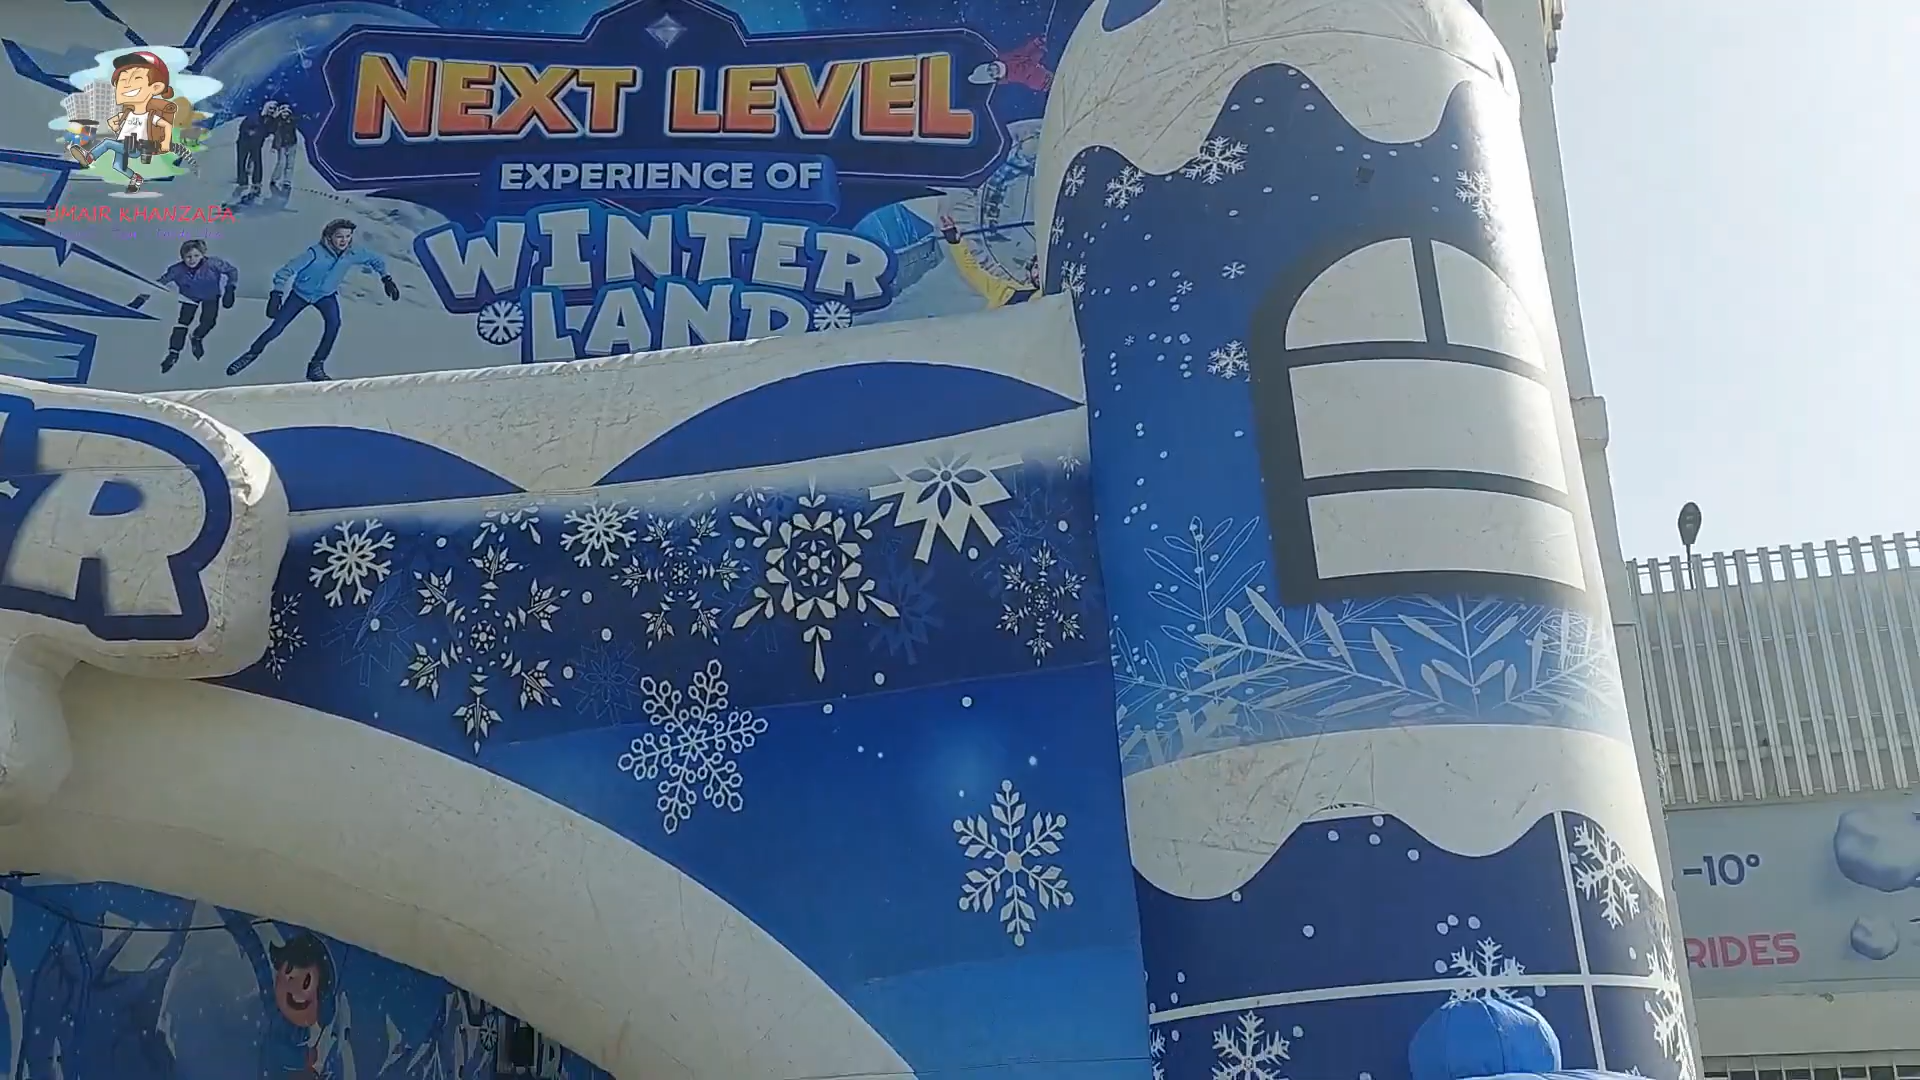 NEXT LEVEL
EXPERIENCE OF
WINTER
LAND
UMAIR KHANZADA
R
-10°
RIDES